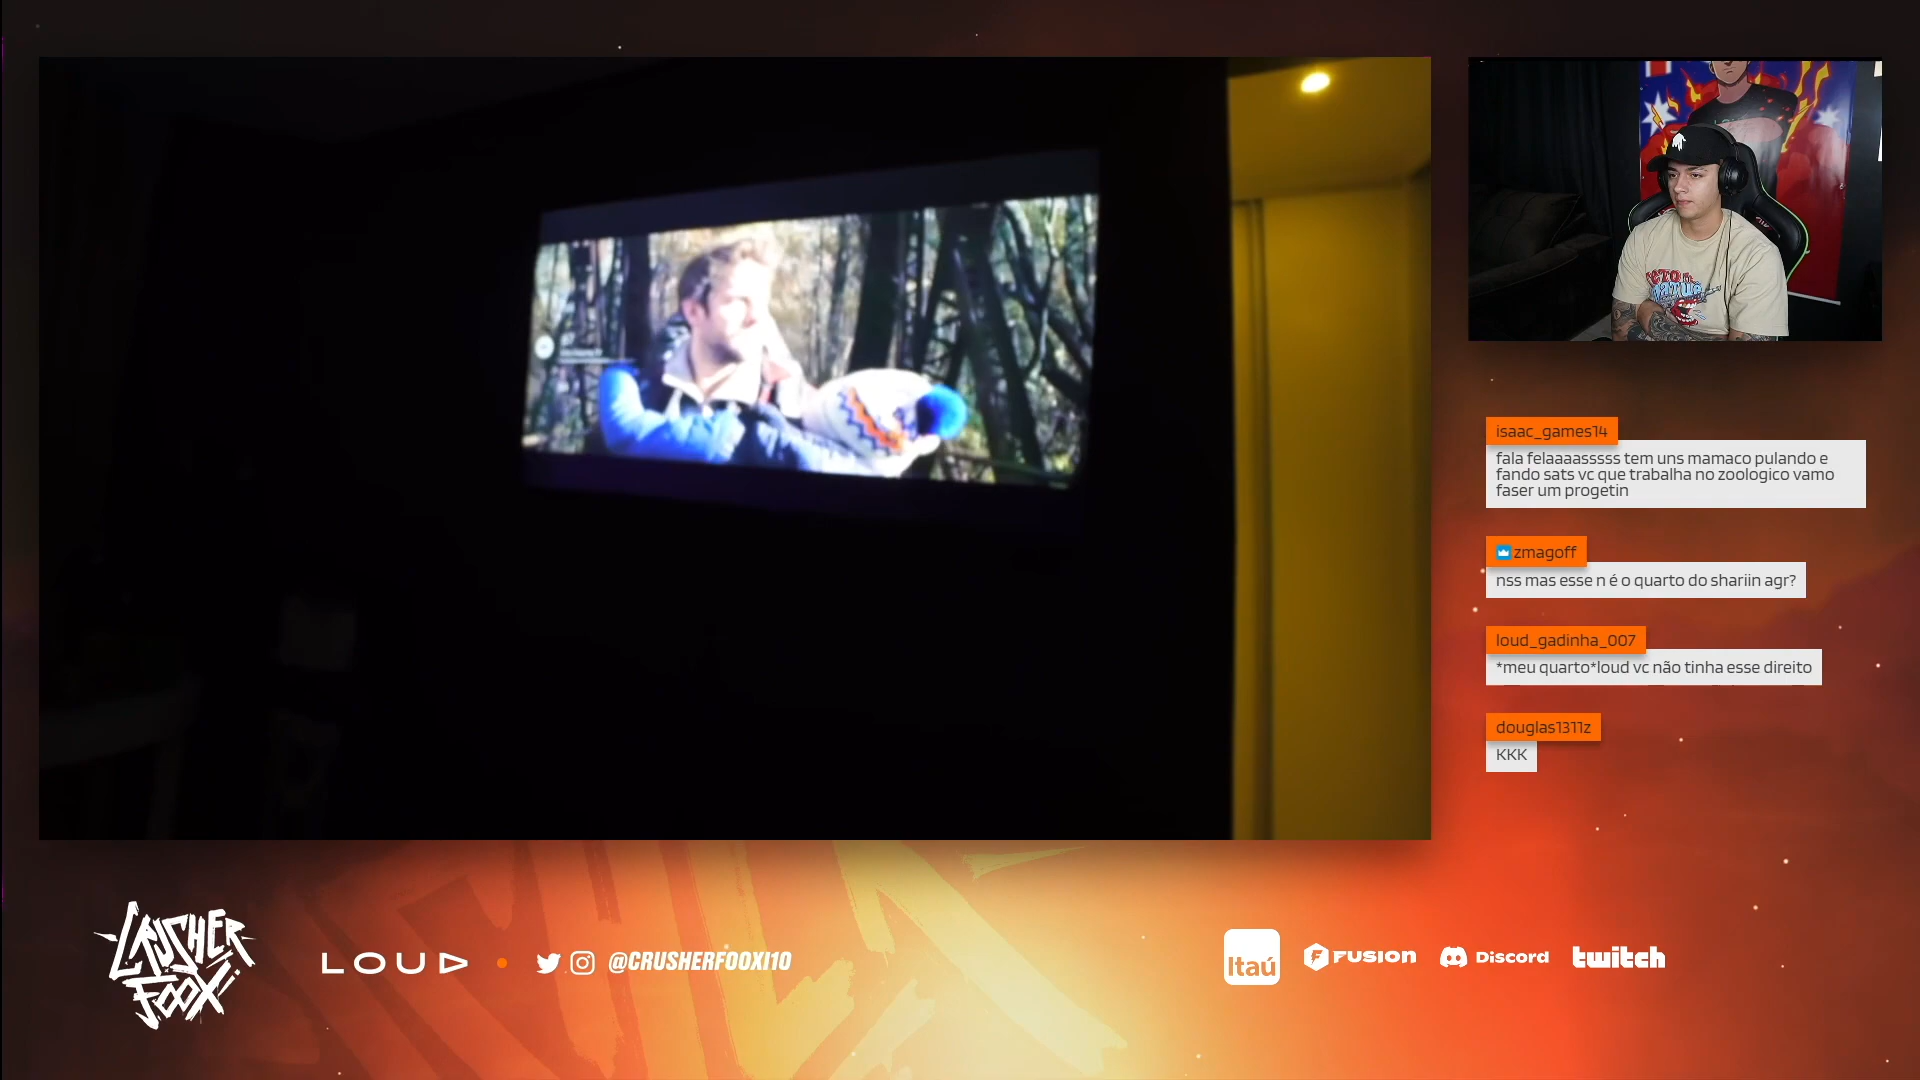 isaac_games14
fala felaaaasssss tem uns mamaco pulando e
fando sats vc que trabalha no zoologico vamo
faser um progetin
zmagoff
nss mas esse n é o quarto do shariin agr?
loud_gadinha_007
*meu quarto*loud vc não tinha esse direito
douglas1311z
KKK
CRUSHER
FOOXI
LOUD
@CRUSHERFOOXI10
Itaú
FUSION
Discord
twitch